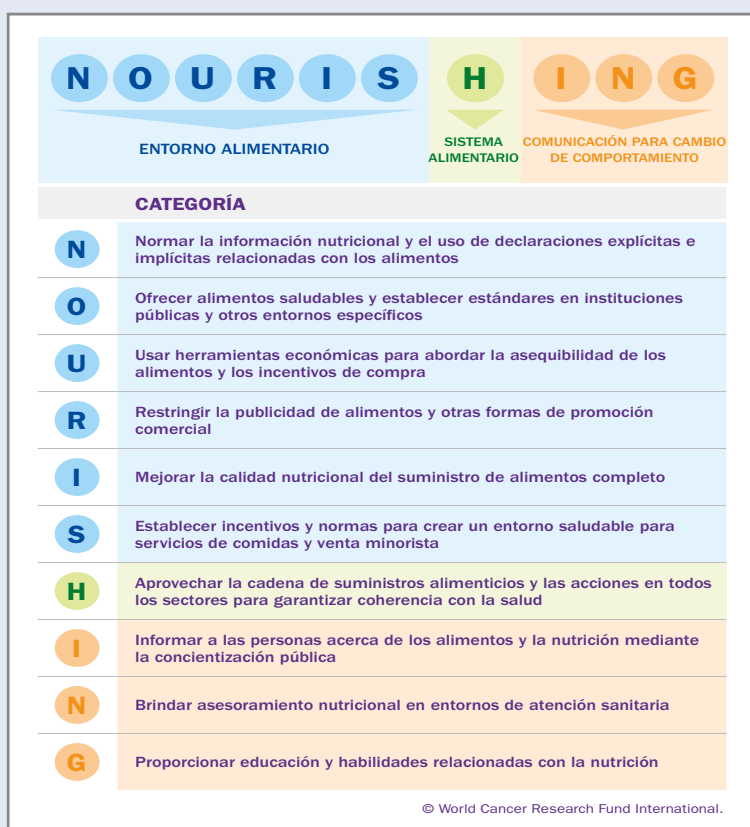 N O U R I S H I N G
ENTORNO ALIMENTARIO
SISTEMA
ALIMENTARIO
COMUNICACIÓN PARA CAMBIO
DE COMPORTAMIENTO
CATEGORÍA
N
Normar la información nutricional y el uso de declaraciones explícitas e
implícitas relacionadas con los alimentos
O
Ofrecer alimentos saludables y establecer estándares en instituciones
públicas y otros entornos específicos
U
Usar herramientas económicas para abordar la asequibilidad de los
alimentos y los incentivos de compra
R
Restringir la publicidad de alimentos y otras formas de promoción
comercial
I
Mejorar la calidad nutricional del suministro de alimentos completo
S
Establecer incentivos y normas para crear un entorno saludable para
servicios de comidas y venta minorista
H
Aprovechar la cadena de suministros alimenticios y las acciones en todos
los sectores para garantizar coherencia con la salud
I
Informar a las personas acerca de los alimentos y la nutrición mediante
la concientización pública
N
Brindar asesoramiento nutricional en entornos de atención sanitaria
G
Proporcionar educación y habilidades relacionadas con la nutrición
© World Cancer Research Fund International.